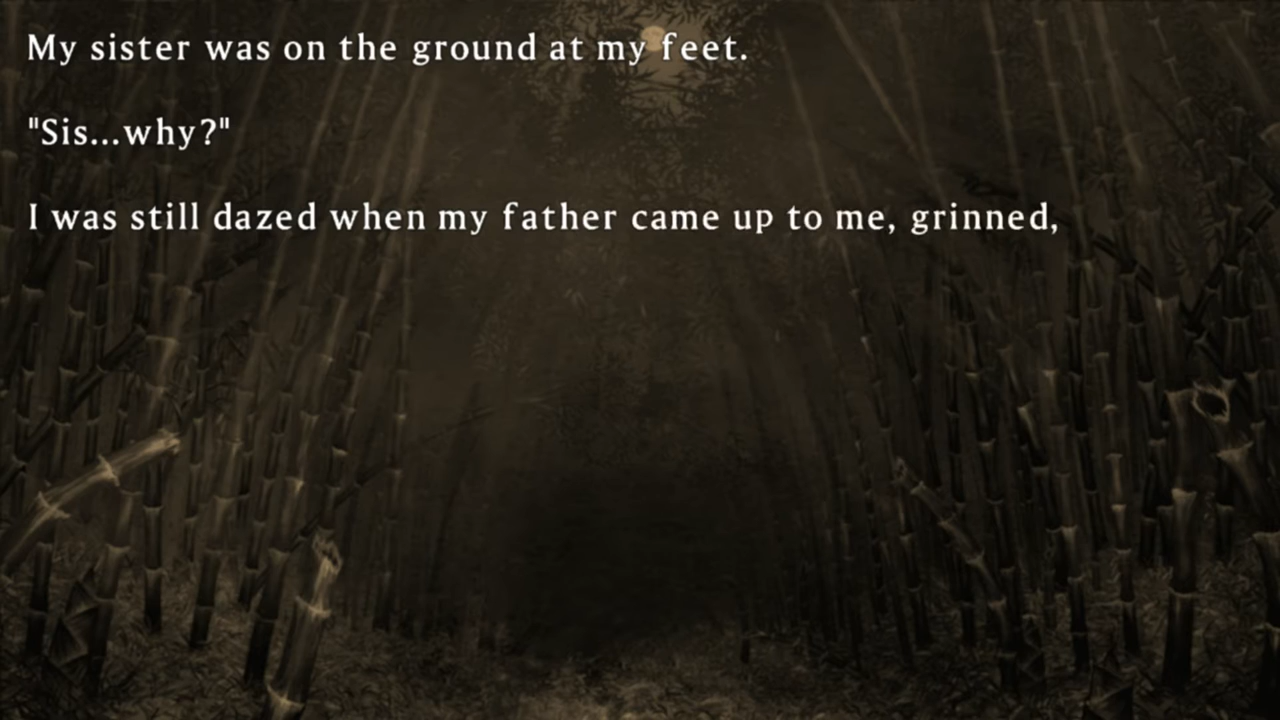 My sister was on the ground at my feet.
"Sis...why?"
I was still dazed when my father came up to me, grinned,